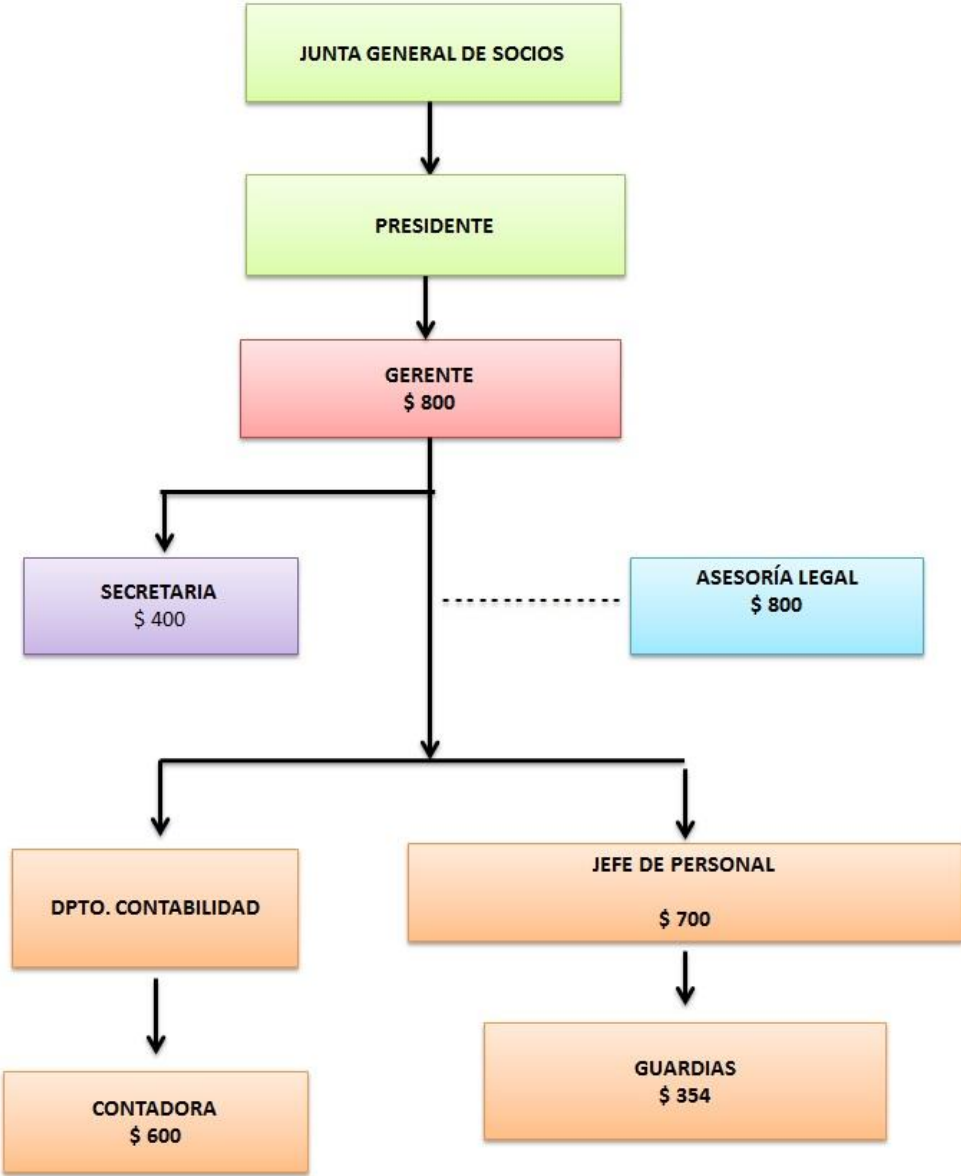 JUNTA GENERAL DE SOCIOS
PRESIDENTE
GERENTE
$ 800
SECRETARIA
$ 400
ASESORÍA LEGAL
$ 800
DPTO. CONTABILIDAD
JEFE DE PERSONAL
$ 700
CONTADORA
$ 600
GUARDIAS
$ 354